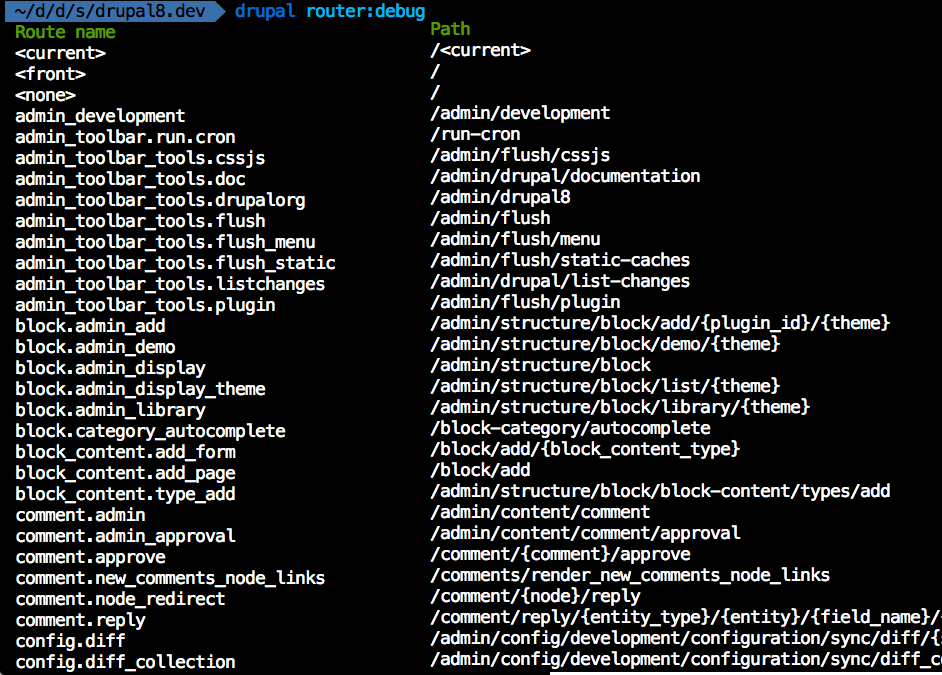 ~/d/d/s/drupal8.dev drupal router:debug
Route name Path
<current> /<current>
<front> /
<none> /
admin_development /admin/development
admin_toolbar.run.cron /run-cron
admin_toolbar_tools.cssjs /admin/flush/cssjs
admin_toolbar_tools.doc /admin/drupal/documentation
admin_toolbar_tools.drupalorg /admin/drupal8
admin_toolbar_tools.flush /admin/flush
admin_toolbar_tools.flush_menu /admin/flush/menu
admin_toolbar_tools.flush_static /admin/flush/static-caches
admin_toolbar_tools.listchanges /admin/drupal/list-changes
admin_toolbar_tools.plugin /admin/flush/plugin
block.admin_add /admin/structure/block/add/{plugin_id}/{theme}
block.admin_demo /admin/structure/block/demo/{theme}
block.admin_display /admin/structure/block
block.admin_display_theme /admin/structure/block/list/{theme}
block.admin_library /admin/structure/block/library/{theme}
block.category_autocomplete /block-category/autocomplete
block_content.add_form /block/add/{block_content_type}
block_content.add_page /block/add
block_content.type_add /admin/structure/block/block-content/types/add
comment.admin /admin/content/comment
comment.admin_approval /admin/content/comment/approval
comment.approve /comment/{comment}/approve
comment.new_comments_node_links /comments/render_new_comments_node_links
comment.node_redirect /comment/{node}/reply
comment.reply /comment/reply/{entity_type}/{entity}/{field_name}/
config.diff /admin/config/development/configuration/sync/diff/{
config.diff_collection /admin/config/development/configuration/sync/diff_c